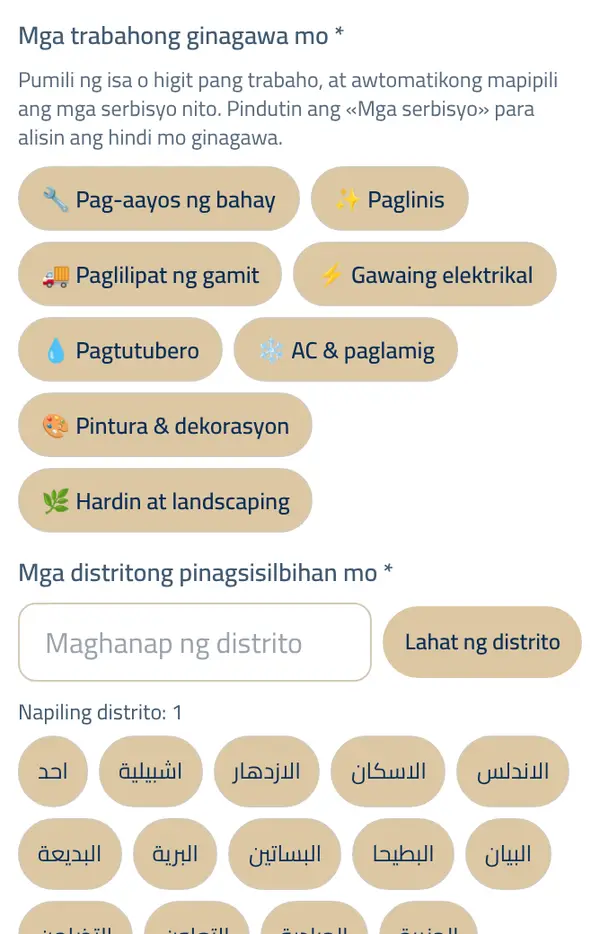 Mga trabahong ginagawa mo *
Pumili ng isa o higit pang trabaho, at awtomatikong mapipili
ang mga serbisyo nito. Pindutin ang «Mga serbisyo» para
alisin ang hindi mo ginagawa.
🔧 Pag-aayos ng bahay
✨ Paglinis
🚚 Paglilipat ng gamit
⚡ Gawaing elektrikal
💧 Pagtutubero
❄️ AC & paglamig
🎨 Pintura & dekorasyon
🌿 Hardin at landscaping
Mga distritong pinagsisilbihan mo *
Maghanap ng distrito
Lahat ng distrito
Napiling distrito: 1
احد
اشبيلية
الازدهار
الاسكان
الاندلس
البديعة
البرية
البساتين
البطيحا
البيان